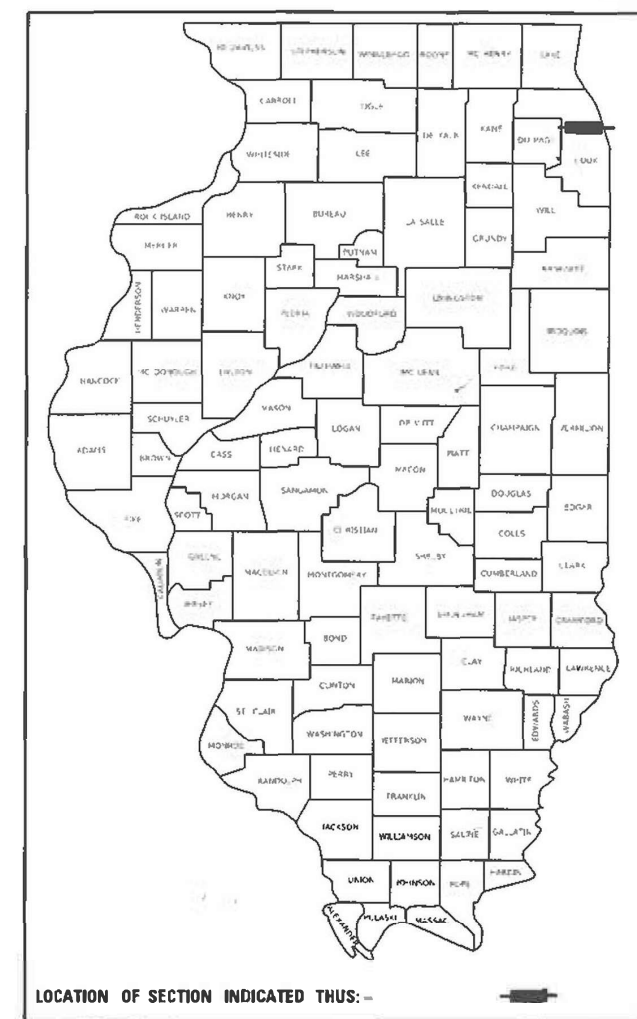 JO DAVIESS STEPHENSON WINNEBAGO BOONE MC HENRY LAKE
CARROLL OGLE
DE KALB KANE DU PAGE COOK
WHITESIDE LEE
KENDALL
ROCK ISLAND HENRY BUREAU LA SALLE WILL
MERCER PUTNAM GRUNDY
STARK MARSHALL KANKAKEE
HENDERSON WARREN KNOX PEORIA WOODFORD LIVINGSTON IROQUOIS
HANCOCK MC DONOUGH FULTON TAZEWELL MC LEAN FORD
MASON
SCHUYLER LOGAN DE WITT CHAMPAIGN VERMILION
ADAMS BROWN CASS MENARD PIATT
MACON
MORGAN SANGAMON DOUGLAS
PIKE SCOTT MOULTRIE EDGAR
CHRISTIAN COLES
GREENE SHELBY
CALHOUN MACOUPIN MONTGOMERY CUMBERLAND CLARK
JERSEY FAYETTE EFFINGHAM JASPER CRAWFORD
MADISON BOND
CLAY RICHLAND LAWRENCE
CLINTON MARION
ST. CLAIR WAYNE EDWARDS WABASH
MONROE WASHINGTON JEFFERSON
RANDOLPH PERRY HAMILTON WHITE
FRANKLIN
JACKSON WILLIAMSON SALINE GALLATIN
UNION JOHNSON POPE HARDIN
ALEXANDER PULASKI MASSAC
LOCATION OF SECTION INDICATED THUS: –